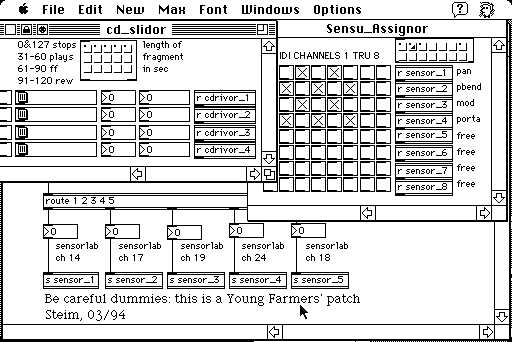 File Edit New Max Font Windows Options
cd_slidor
0&127 stops
31-60 plays
61-90 ff
91-120 rew
length of
fragment
in sec
0 0 r cdrivor_1
0 0 r cdrivor_2
0 0 r cdrivor_3
0 0 r cdrivor_4
Sensu_Assignor
IDI CHANNELS 1 TRU 8
r sensor_1 pan
r sensor_2 pbend
r sensor_3 mod
r sensor_4 porta
r sensor_5 free
r sensor_6 free
r sensor_7 free
r sensor_8 free
route 1 2 3 4 5
0 0 0 0 0
sensorlab sensorlab sensorlab sensorlab
ch 14 ch 17 ch 19 ch 24 ch 18
s sensor_1 s sensor_2 s sensor_3 s sensor_4 s sensor_5
Be careful dummies: this is a Young Farmers' patch
Steim, 03/94